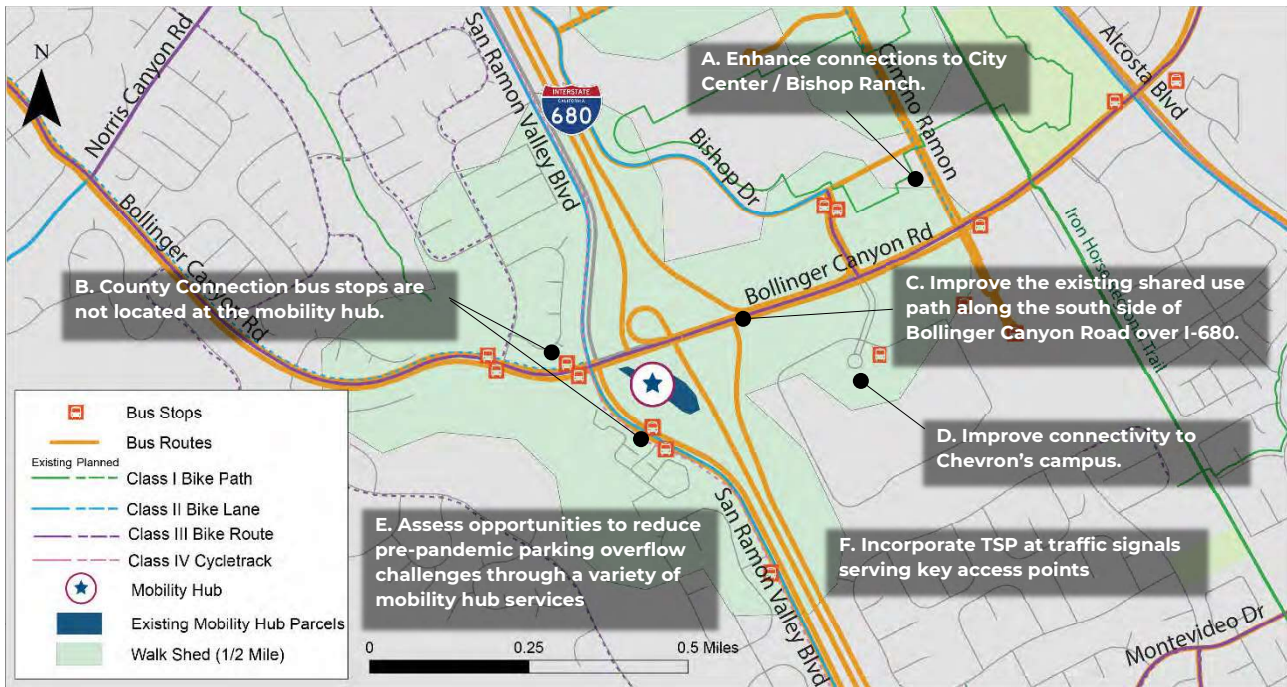 N
Norris Canyon Rd
San Ramon Valley Blvd
INTERSTATE
CALIFORNIA
680
A. Enhance connections to City
Center / Bishop Ranch.
Alcosta Blvd
Camino Ramon
Bishop Dr
Bollinger Canyon Rd
Bollinger Canyon Rd
Iron Horse Regional Trail
B. County Connection bus stops are
not located at the mobility hub.
C. Improve the existing shared use
path along the south side of
Bollinger Canyon Road over I-680.
D. Improve connectivity to
Chevron's campus.
E. Assess opportunities to reduce
pre-pandemic parking overflow
challenges through a variety of
mobility hub services
F. Incorporate TSP at traffic signals
serving key access points
San Ramon Valley Blvd
Montevideo Dr
Bus Stops
Bus Routes
Existing Planned
Class I Bike Path
Class II Bike Lane
Class III Bike Route
Class IV Cycletrack
Mobility Hub
Existing Mobility Hub Parcels
Walk Shed (1/2 Mile)
0 0.25 0.5 Miles